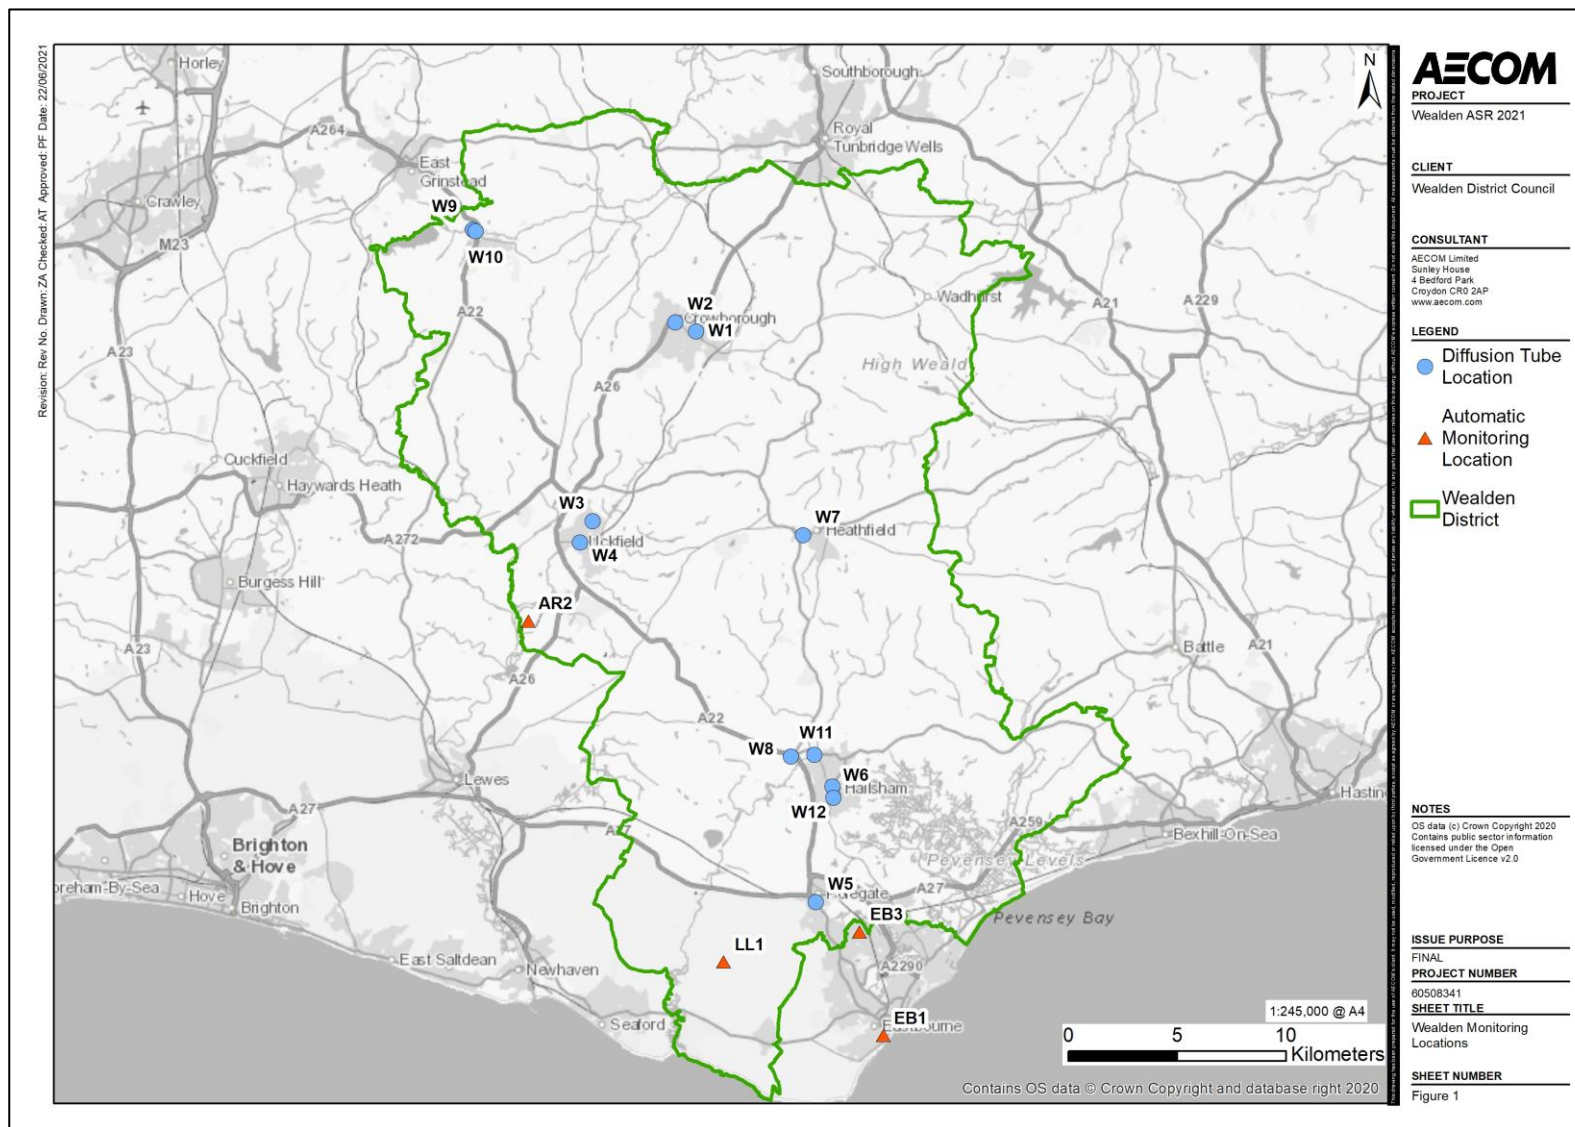 Revision: Rev No. Drawn: ZA Checked: AT Approved: PF Date: 22/06/2021
Horley
Southborough
N
A264
Royal
Tunbridge Wells
East
Grinstead
Crawley
W9
M23
W10
Wadhurst
A21
A229
A22
W2
Crowborough
W1
A23
High Weald
A26
Cuckfield
Haywards Heath
W3
W7
Heathfield
A272
Uckfield
W4
Burgess Hill
AR2
A23
Battle
A21
A26
A22
W11
W8
Lewes
W6
Hailsham
W12
Hastin
A27
A27
A259
Bexhill-On-Sea
Brighton
& Hove
Pevensey Levels
oreham-By-Sea
Hove
Brighton
W5
Polegate
A27
EB3
Pevensey Bay
LL1
East Saltdean
Newhaven
A2290
Seaford
EB1
Eastbourne
1:245,000 @ A4
0 5 10
Kilometers
Contains OS data © Crown Copyright and database right 2020
AECOM
PROJECT
Wealden ASR 2021
CLIENT
Wealden District Council
CONSULTANT
AECOM Limited
Sunley House
4 Bedford Park
Croydon CR0 2AP
www.aecom.com
LEGEND
Diffusion Tube
Location
Automatic
Monitoring
Location
Wealden
District
NOTES
OS data (c) Crown Copyright 2020
Contains public sector information
licensed under the Open
Government Licence v2.0
ISSUE PURPOSE
FINAL
PROJECT NUMBER
60508341
SHEET TITLE
Wealden Monitoring
Locations
SHEET NUMBER
Figure 1